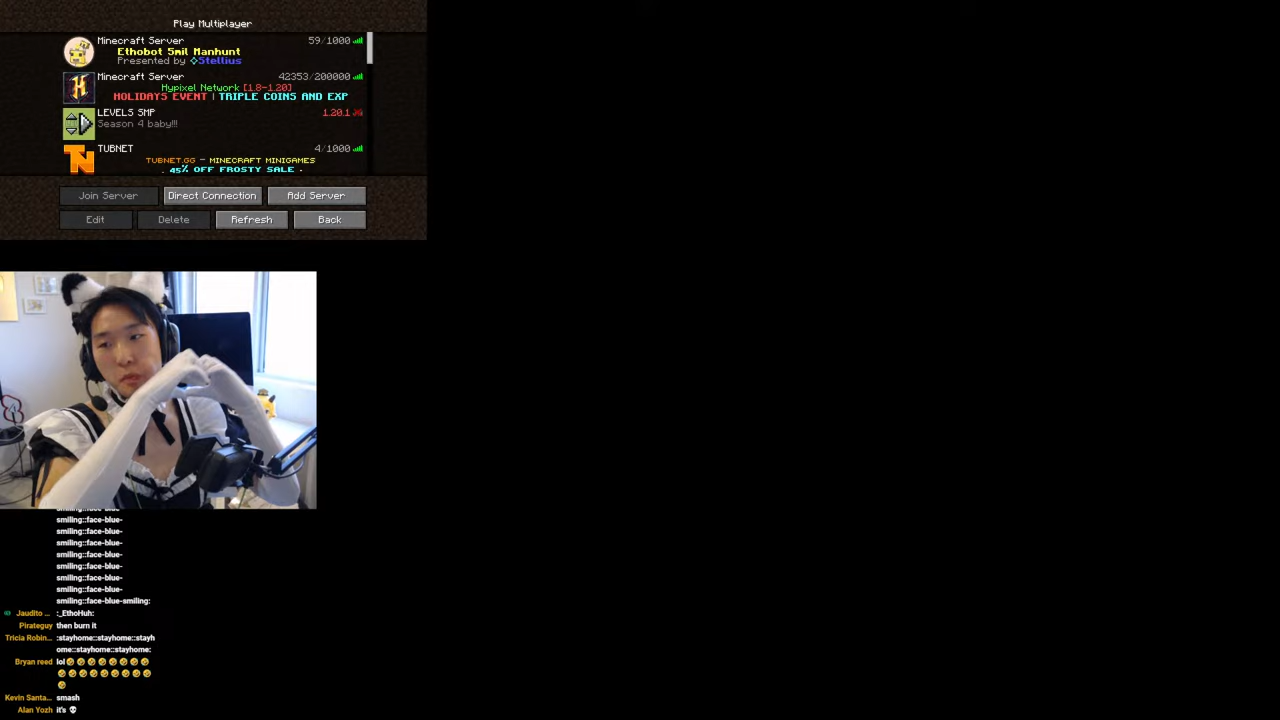 Play Multiplayer
Minecraft Server 59/1000
Ethobot 5mil Manhunt
Presented by Stellius
Minecraft Server 42353/200000
Hypixel Network [1.8-1.20]
HOLIDAYS EVENT | TRIPLE COINS AND EXP
LEVELS SMP 1.20.1
Season 4 baby!!!
TUBNET 4/1000
TUBNET.GG - MINECRAFT MINIGAMES
45% OFF FROSTY SALE
Join Server Direct Connection Add Server
Edit Delete Refresh Back
smiling::face-blue-
smiling::face-blue-
smiling::face-blue-
smiling::face-blue-
smiling::face-blue-
smiling::face-blue-
smiling::face-blue-
smiling::face-blue-
smiling::face-blue-smiling:
Jaudito ... :_EthoHuh:
Pirateguy then burn it
Tricia Robin... :stayhome::stayhome::stayh
ome::stayhome::stayhome:
Bryan reed lol
Kevin Santa... smash
Alan Yozh it's